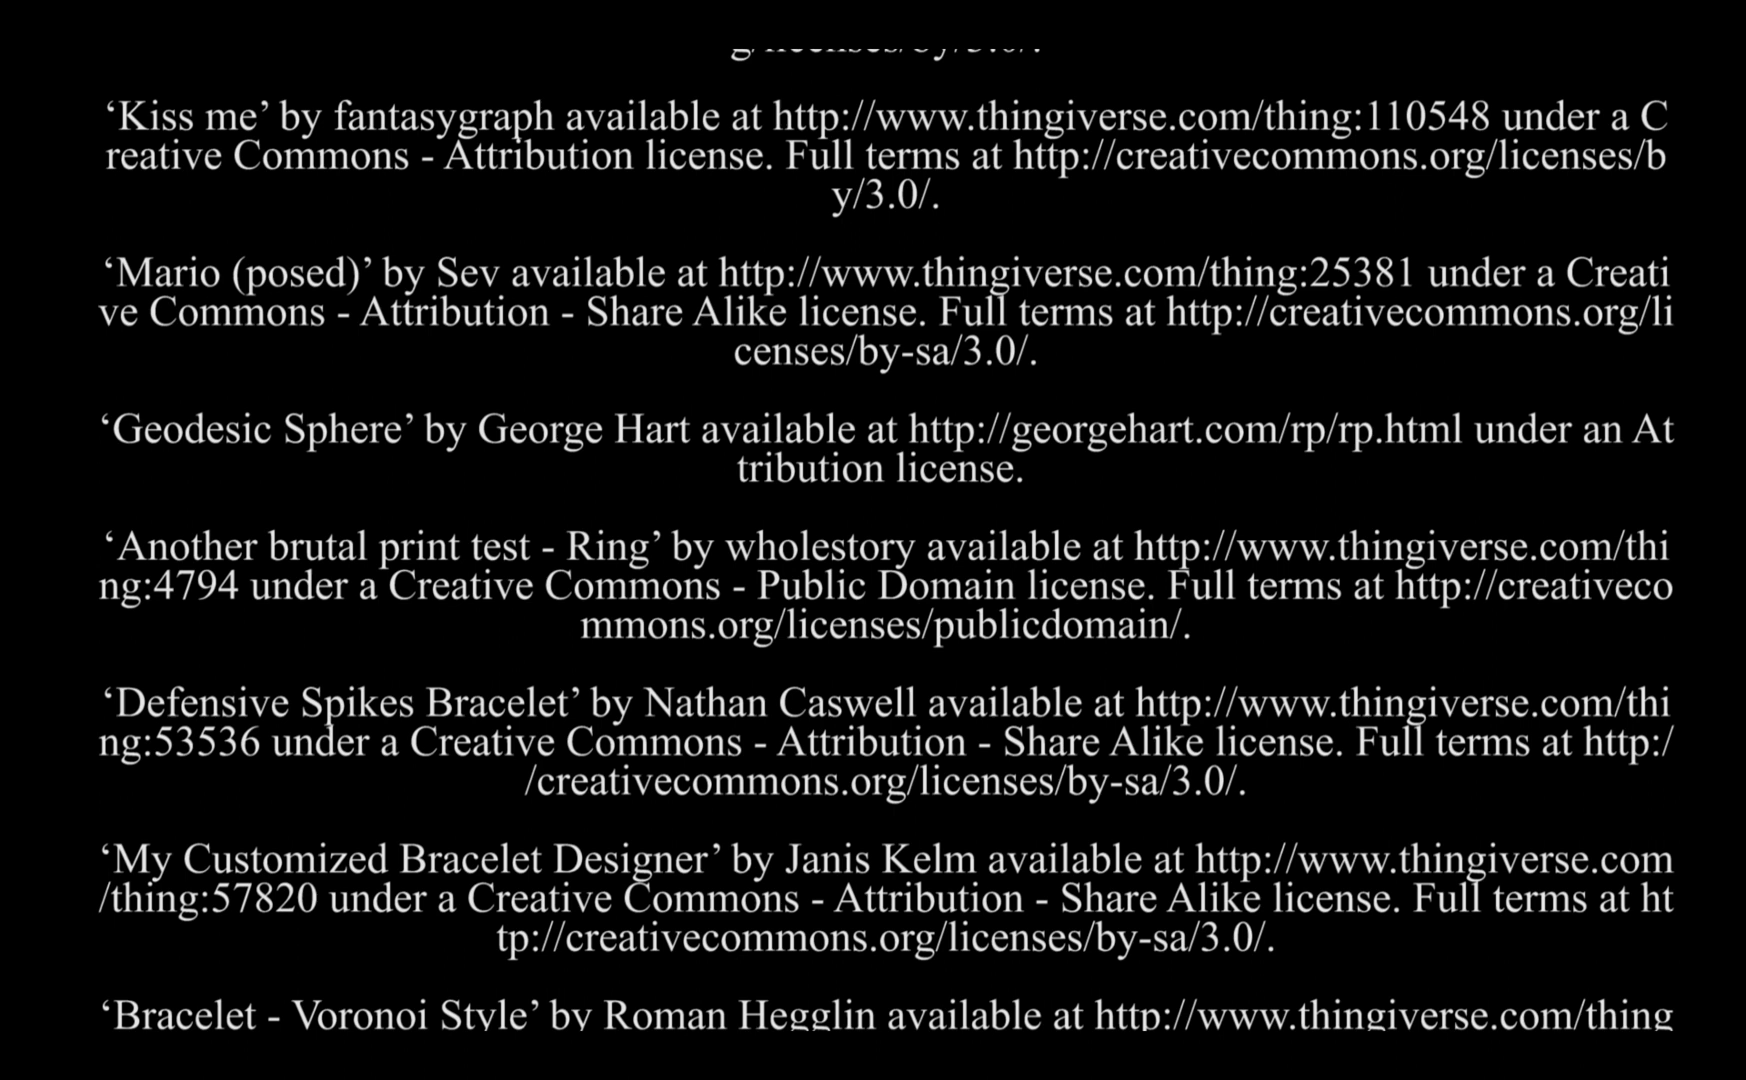 ‘Kiss me’ by fantasygraph available at http://www.thingiverse.com/thing:110548 under a C
reative Commons - Attribution license. Full terms at http://creativecommons.org/licenses/b
y/3.0/.
‘Mario (posed)’ by Sev available at http://www.thingiverse.com/thing:25381 under a Creati
ve Commons - Attribution - Share Alike license. Full terms at http://creativecommons.org/li
censes/by-sa/3.0/.
‘Geodesic Sphere’ by George Hart available at http://georgehart.com/rp/rp.html under an At
tribution license.
‘Another brutal print test - Ring’ by wholestory available at http://www.thingiverse.com/thi
ng:4794 under a Creative Commons - Public Domain license. Full terms at http://creativeco
mmons.org/licenses/publicdomain/.
‘Defensive Spikes Bracelet’ by Nathan Caswell available at http://www.thingiverse.com/thi
ng:53536 under a Creative Commons - Attribution - Share Alike license. Full terms at http:/
/creativecommons.org/licenses/by-sa/3.0/.
‘My Customized Bracelet Designer’ by Janis Kelm available at http://www.thingiverse.com
/thing:57820 under a Creative Commons - Attribution - Share Alike license. Full terms at ht
tp://creativecommons.org/licenses/by-sa/3.0/.
‘Bracelet - Voronoi Style’ by Roman Hegglin available at http://www.thingiverse.com/thing